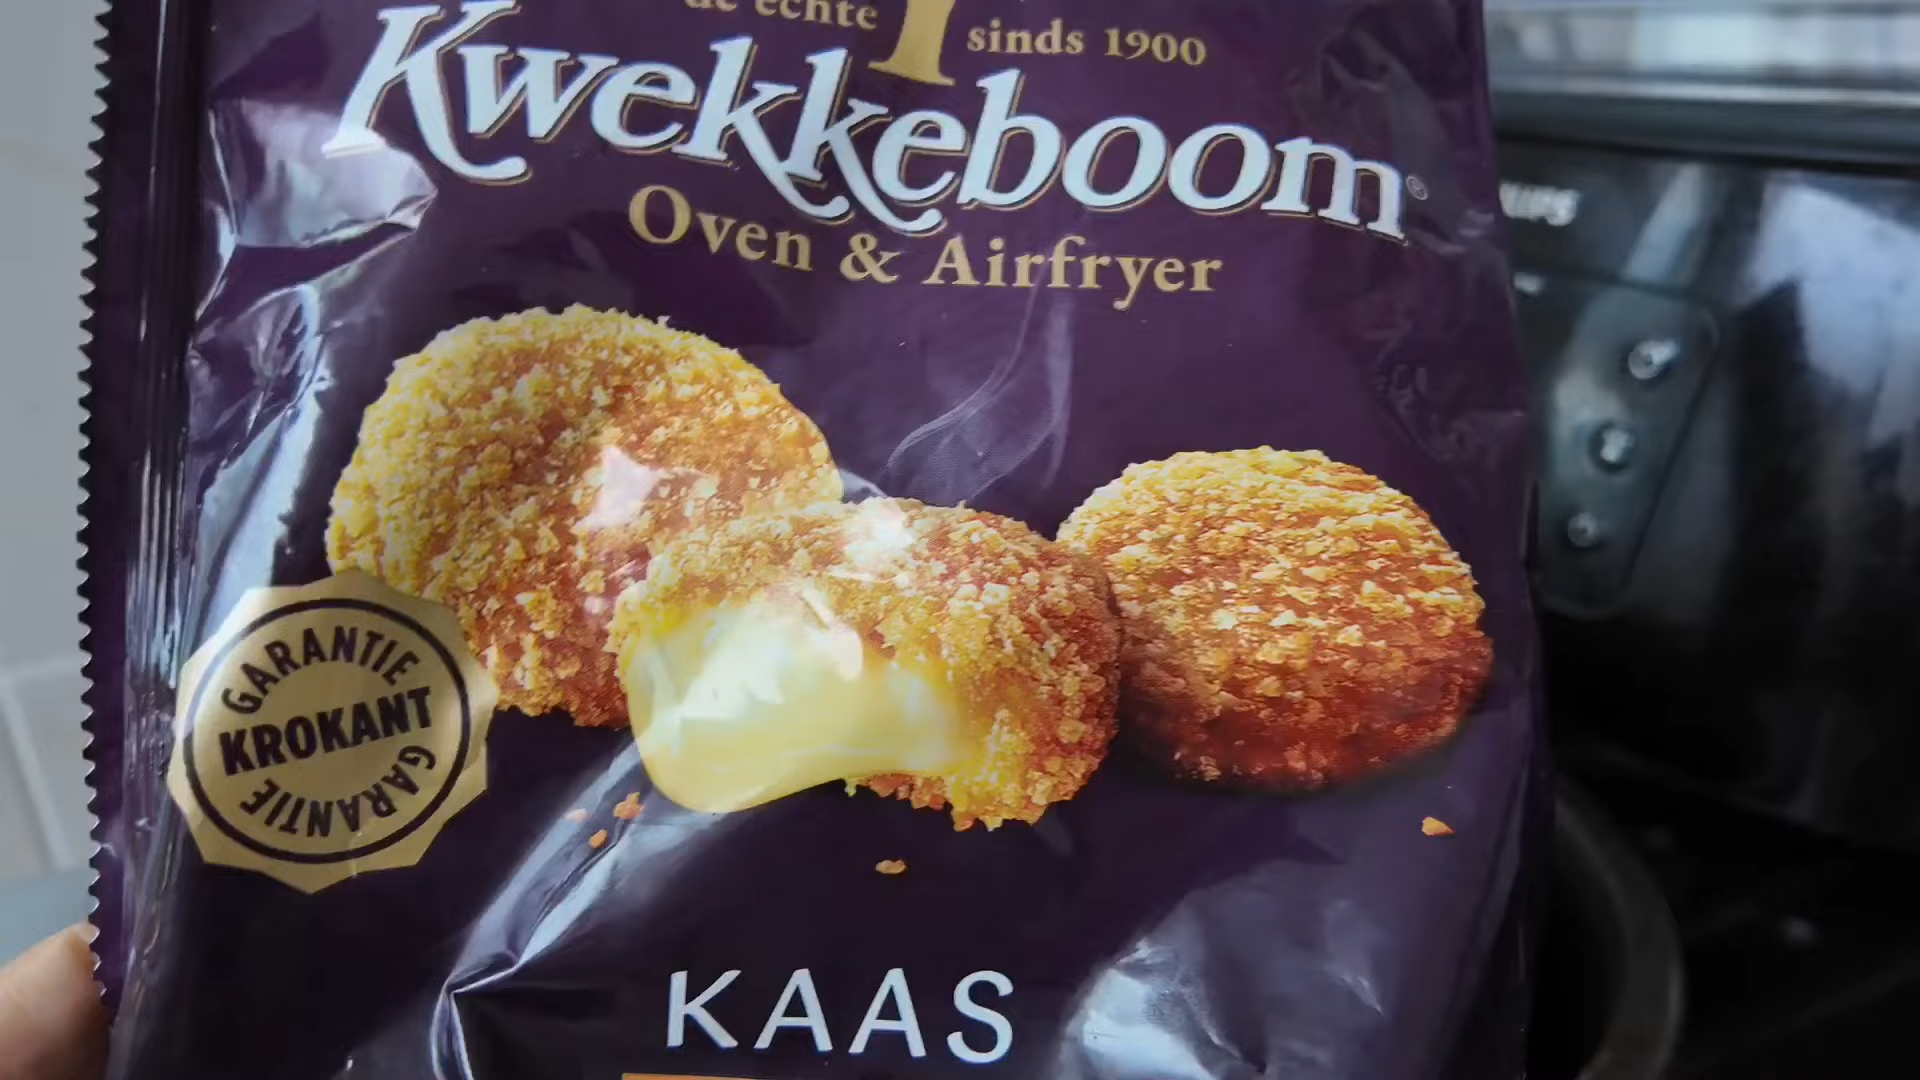 de echte
sinds 1900
Kwekkeboom®
Oven & Airfryer
GARANTIE
KROKANT
GARANTIE
KAAS